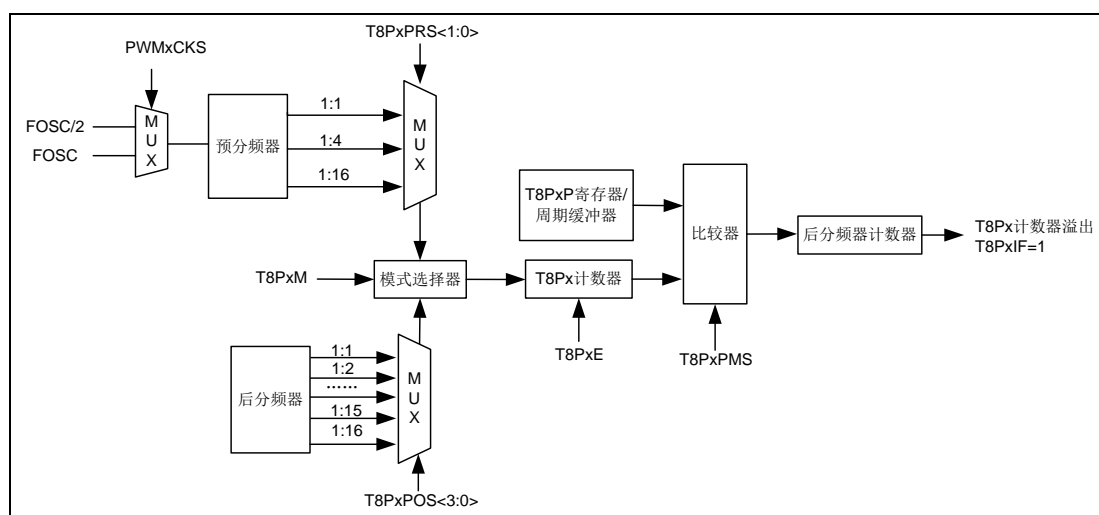 T8PxPRS<1:0>
PWMxCKS
FOSC/2
FOSC
MUX
预分频器
1:1
1:4
1:16
MUX
T8PxP寄存器/
周期缓冲器
比较器
后分频器计数器
T8Px计数器溢出
T8PxIF=1
T8PxM
模式选择器
T8Px计数器
T8PxE
T8PxPMS
后分频器
1:1
1:2
……
1:15
1:16
MUX
T8PxPOS<3:0>